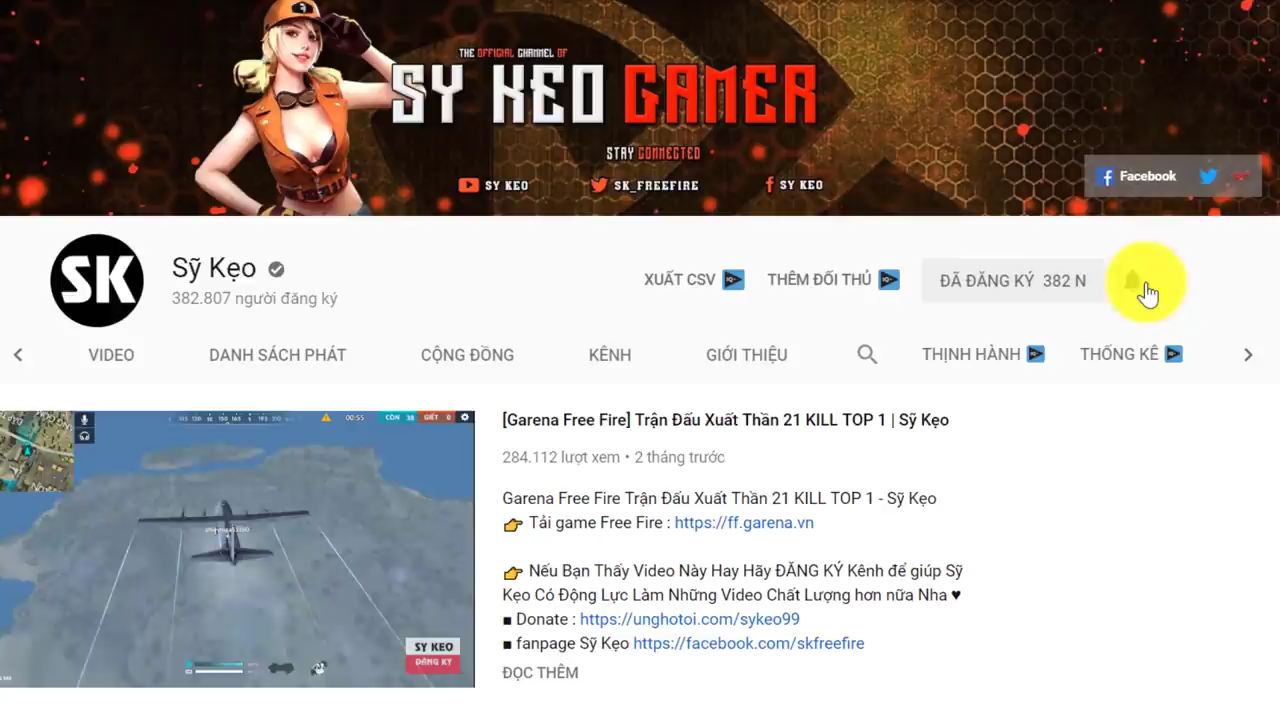 THE OFFICIAL CHANNEL OF
SY KEO GAMER
STAY CONNECTED
SY KEO
SK_FREEFIRE
SY KEO
Facebook
SK
Sỹ Kẹo
382.807 người đăng ký
XUẤT CSV
THÊM ĐỐI THỦ
ĐÃ ĐĂNG KÝ 382 N
VIDEO
DANH SÁCH PHÁT
CỘNG ĐỒNG
KÊNH
GIỚI THIỆU
THỊNH HÀNH
THỐNG KÊ
00:55
CÒN 38
GIẾT 0
SY KEO
ĐĂNG KÝ
[Garena Free Fire] Trận Đấu Xuất Thần 21 KILL TOP 1 | Sỹ Kẹo
284.112 lượt xem • 2 tháng trước
Garena Free Fire Trận Đấu Xuất Thần 21 KILL TOP 1 - Sỹ Kẹo
👉 Tải game Free Fire : https://ff.garena.vn
👉 Nếu Bạn Thấy Video Này Hay Hãy ĐĂNG KÝ Kênh để giúp Sỹ
Kẹo Có Động Lực Làm Những Video Chất Lượng hơn nữa Nha ♥
■ Donate : https://unghotoi.com/sykeo99
■ fanpage Sỹ Kẹo https://facebook.com/skfreefire
ĐỌC THÊM